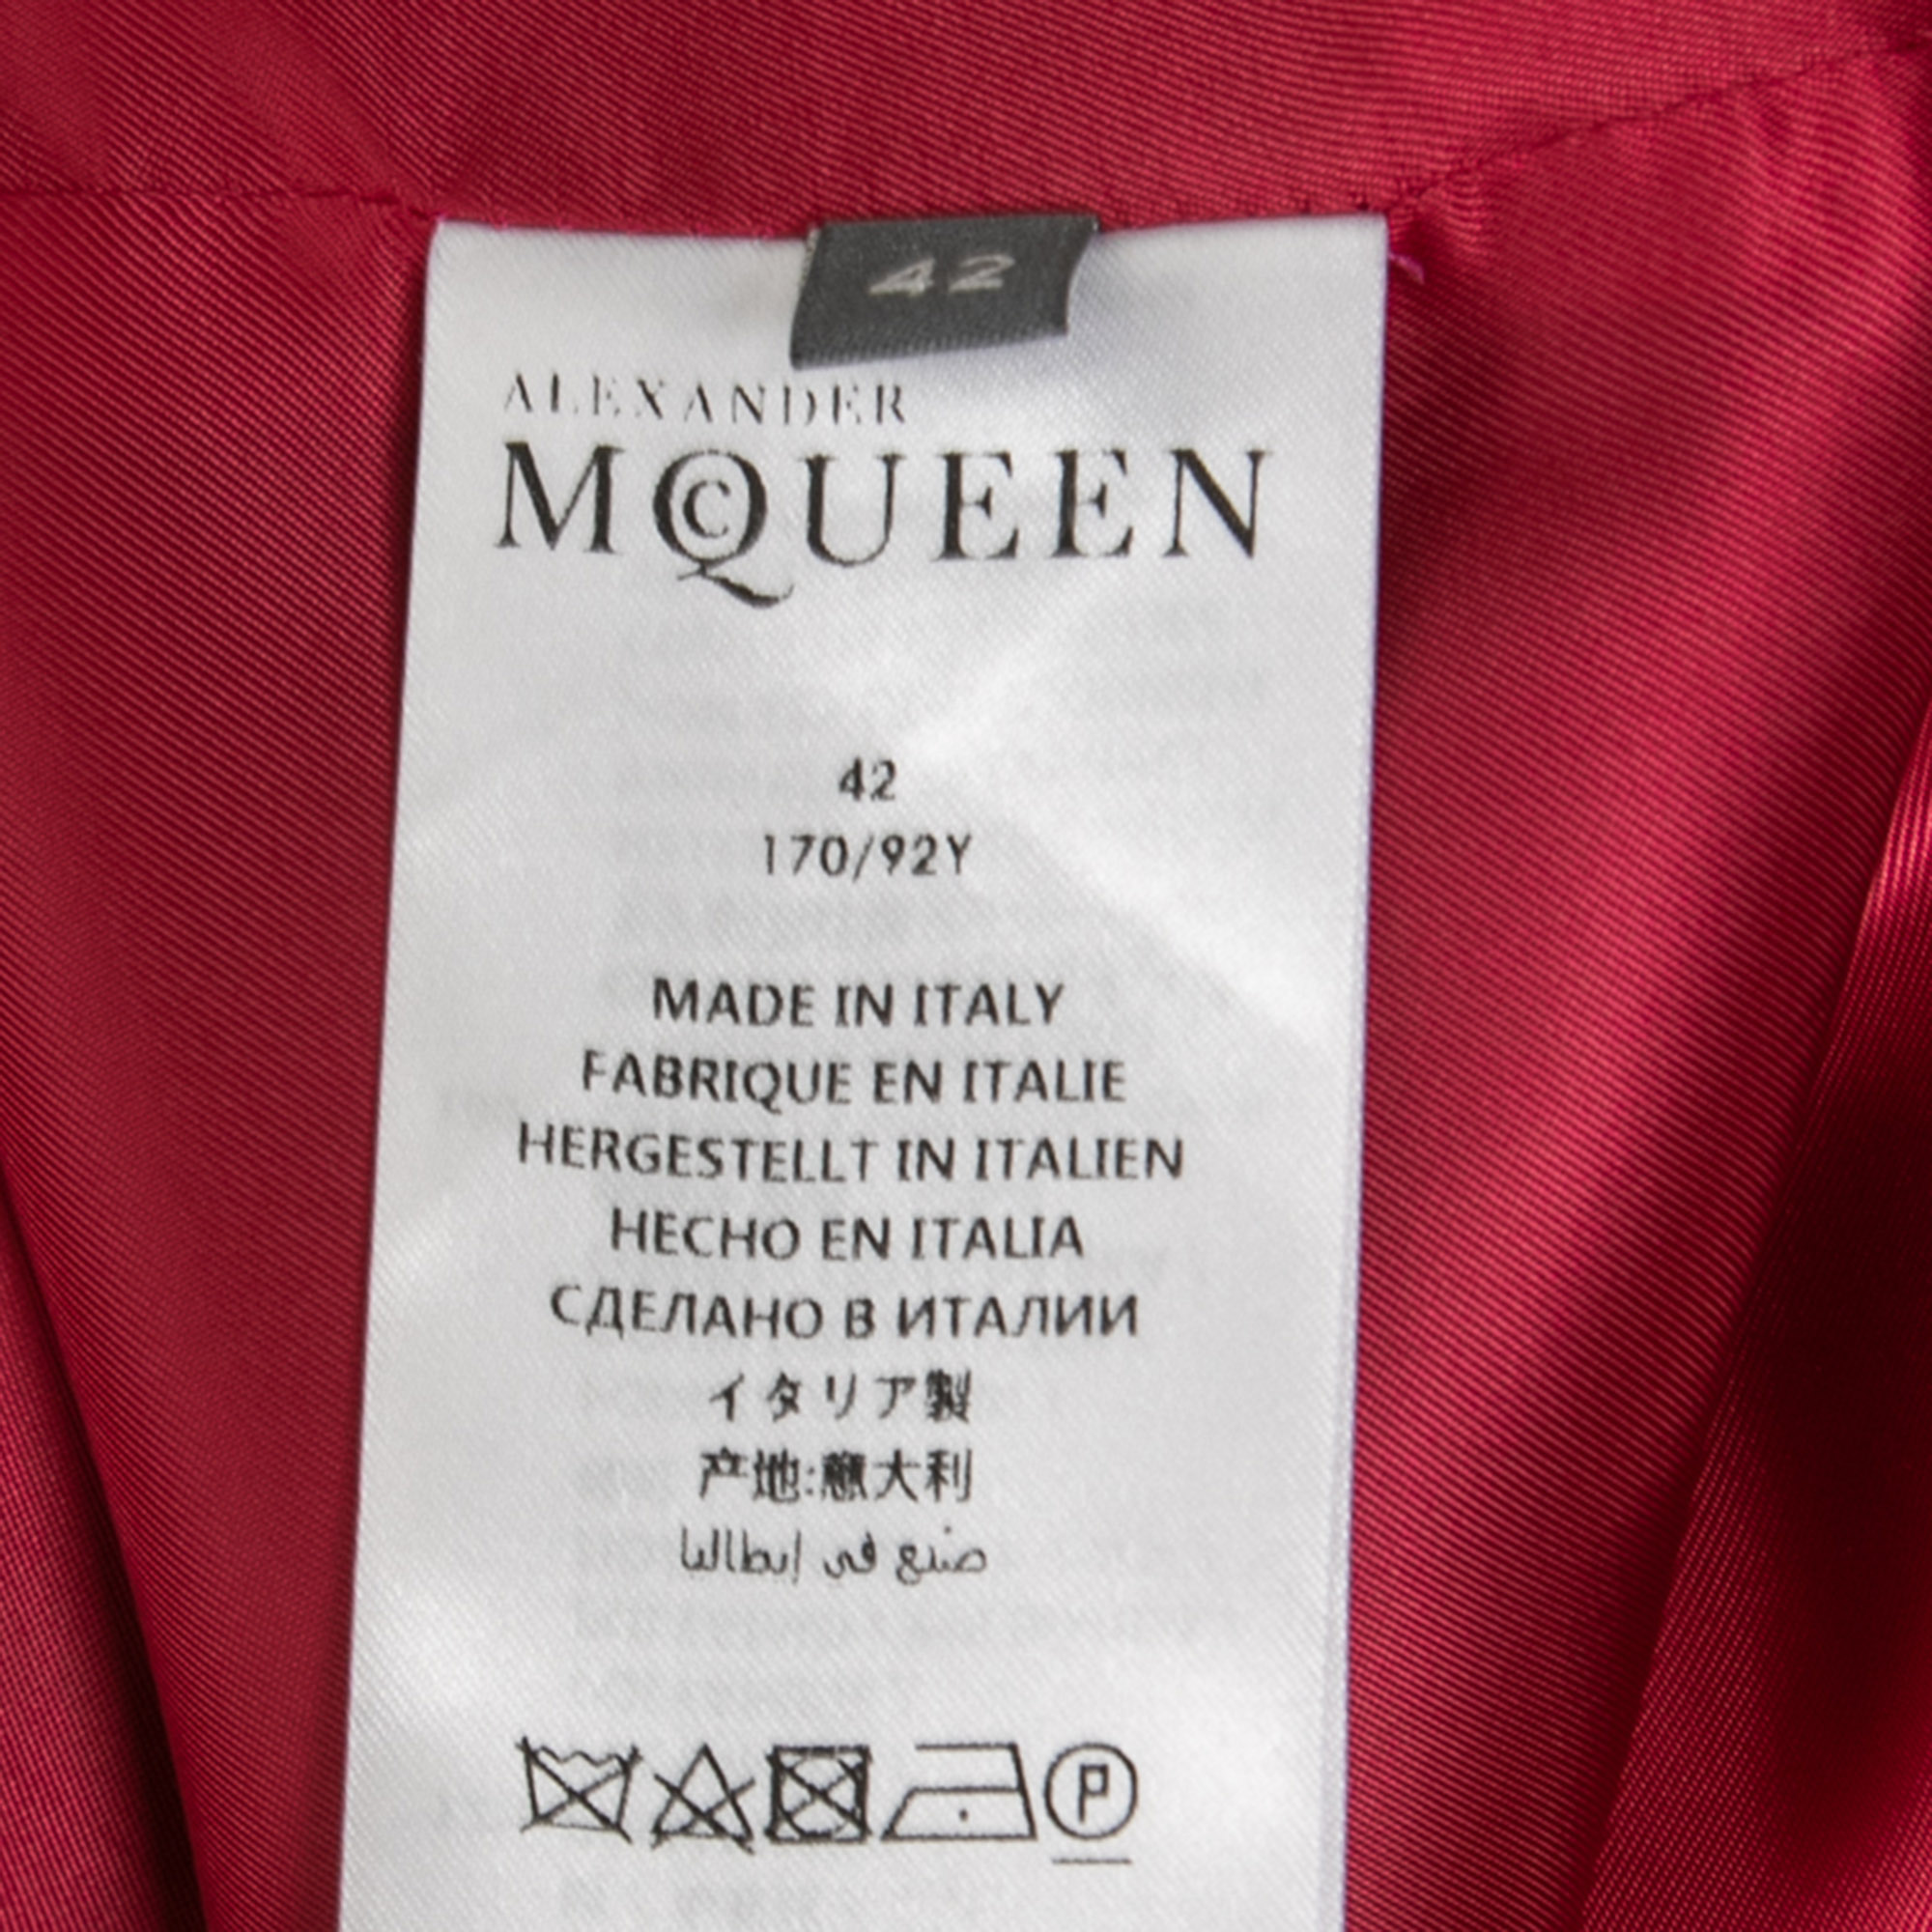 42
ALEXANDER
McQUEEN
42
170/92Y
MADE IN ITALY
FABRIQUE EN ITALIE
HERGESTELLT IN ITALIEN
HECHO EN ITALIA
СДЕЛАНО В ИТАЛИИ
イタリア製
产地:意大利
صنع في إيطاليا
P